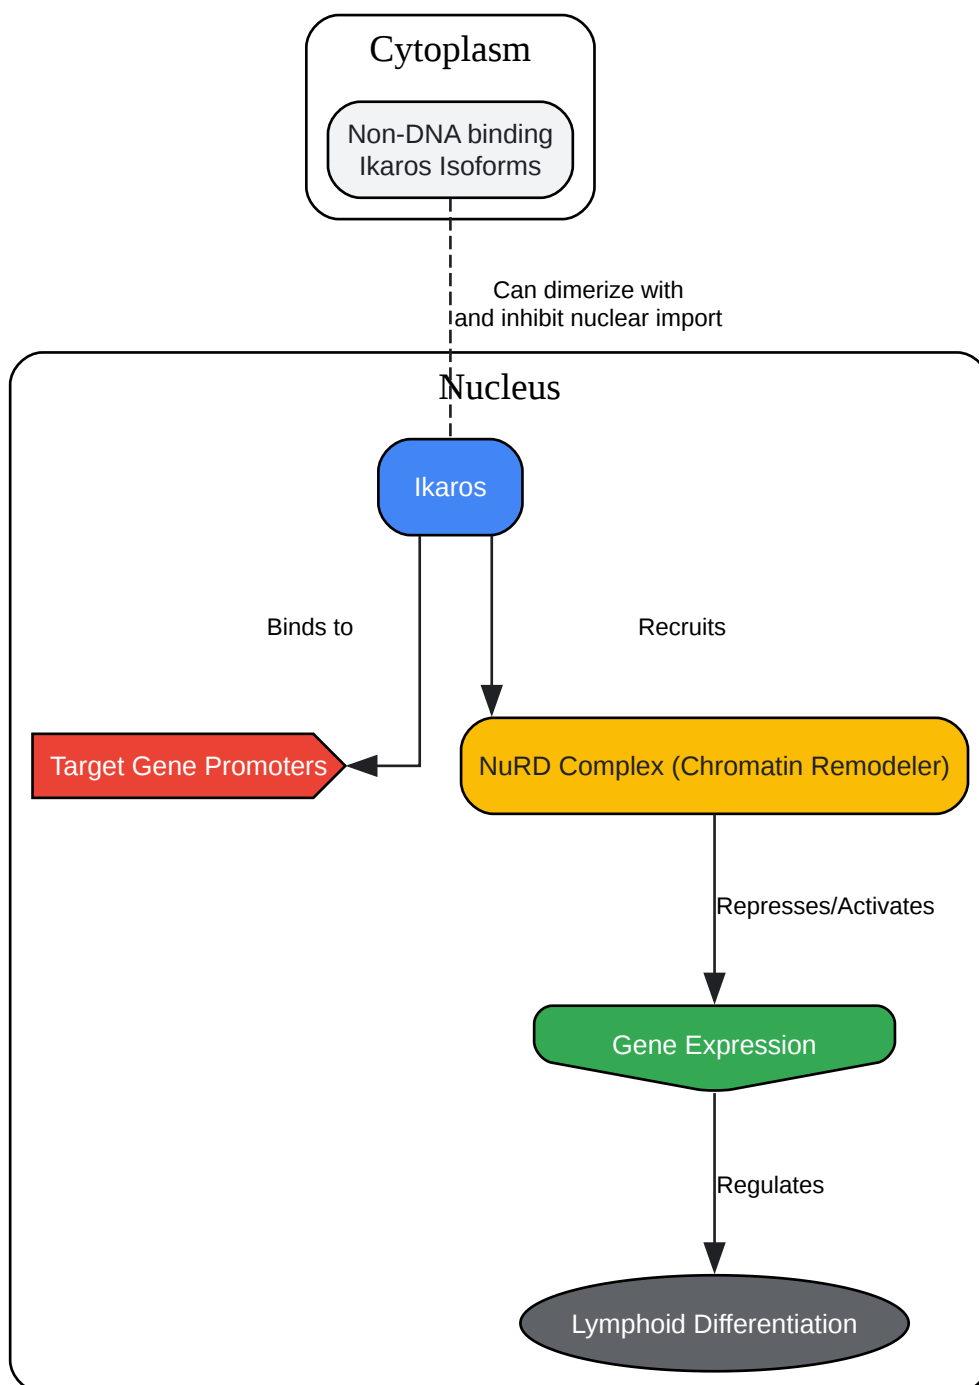 Cytoplasm
Non-DNA binding
Ikaros Isoforms
Can dimerize with
and inhibit nuclear import
Nucleus
Ikaros
Binds to
Recruits
Target Gene Promoters
NuRD Complex (Chromatin Remodeler)
Represses/Activates
Gene Expression
Regulates
Lymphoid Differentiation